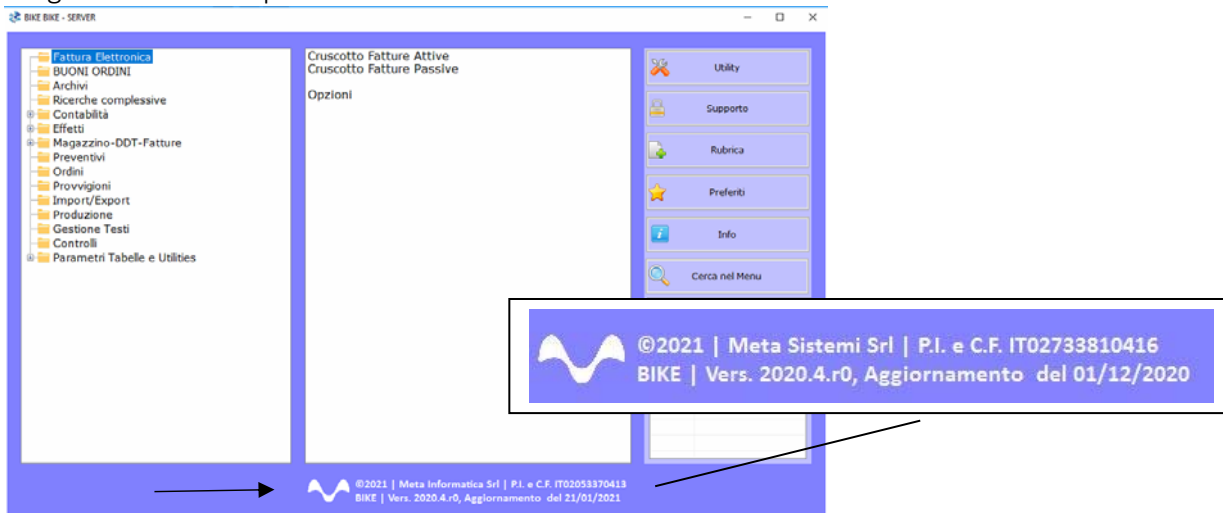 BIKE BIKE - SERVER
Fattura Elettronica
BUONI ORDINI
Archivi
Ricerche complessive
Contabilità
Effetti
Magazzino-DDT-Fatture
Preventivi
Ordini
Provvigioni
Import/Export
Produzione
Gestione Testi
Controlli
Parametri Tabelle e Utilities
Cruscotto Fatture Attive
Cruscotto Fatture Passive
Opzioni
Utility
Supporto
Rubrica
Preferiti
Info
Cerca nel Menu
©2021 | Meta Sistemi Srl | P.I. e C.F. IT02733810416
BIKE | Vers. 2020.4.r0, Aggiornamento del 01/12/2020
©2021 | Meta Informatica Srl | P.I. e C.F. IT02053370413
BIKE | Vers. 2020.4.r0, Aggiornamento del 21/01/2021